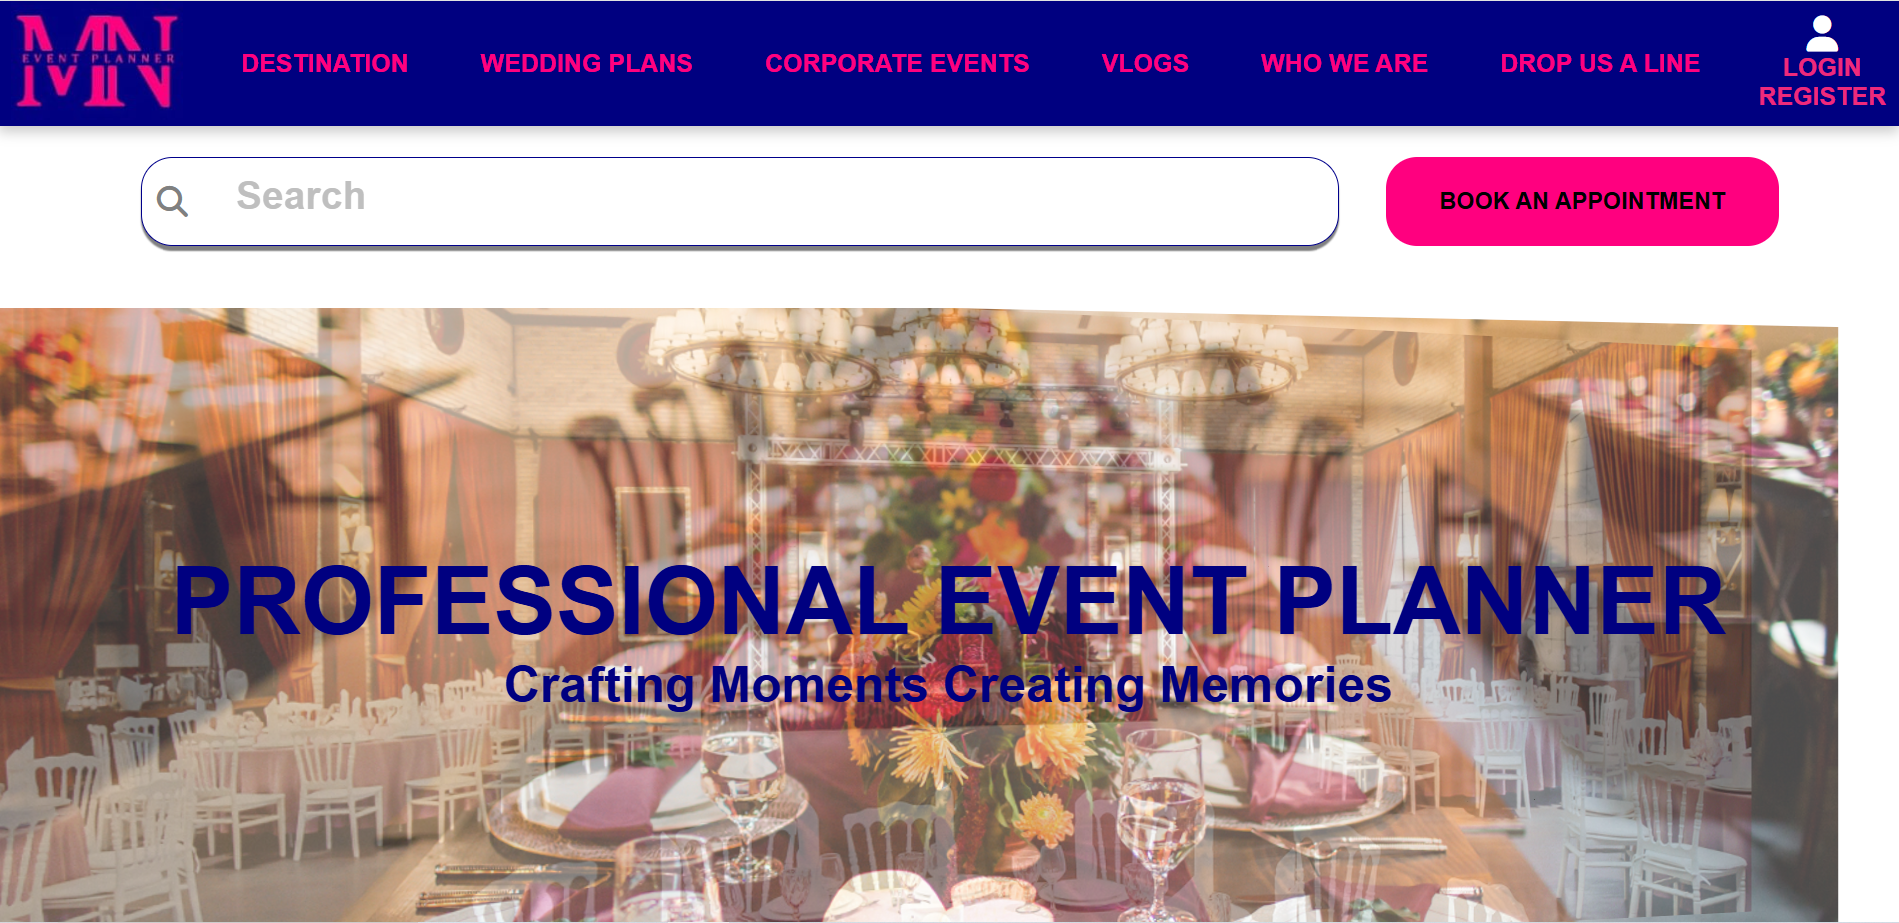 MN
EVENT PLANNER
DESTINATION
WEDDING PLANS
CORPORATE EVENTS
VLOGS
WHO WE ARE
DROP US A LINE
LOGIN
REGISTER
Search
BOOK AN APPOINTMENT
PROFESSIONAL EVENT PLANNER
Crafting Moments Creating Memories